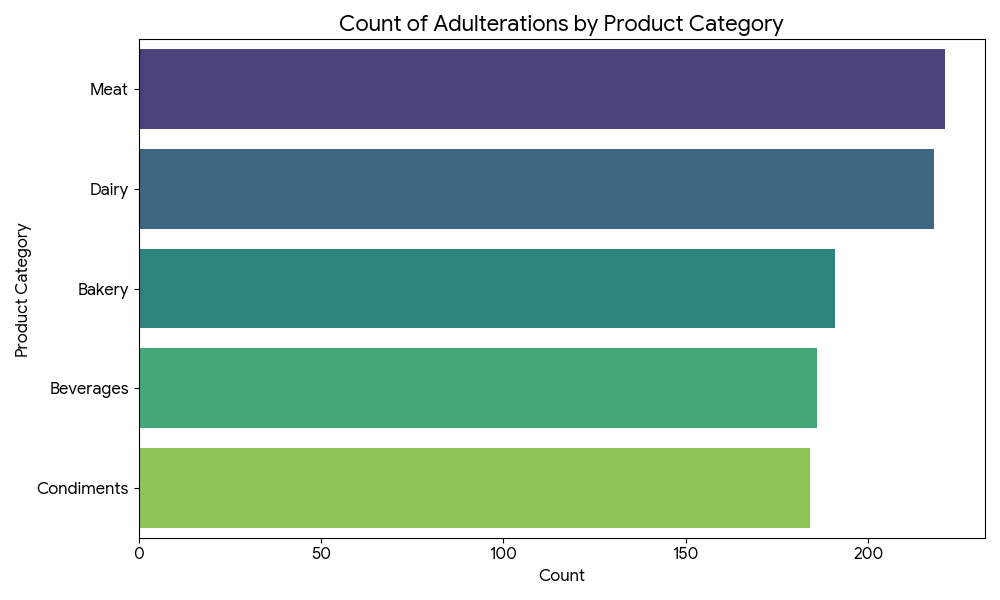 Count of Adulterations by Product Category
Product Category
Meat
Dairy
Bakery
Beverages
Condiments
0 50 100 150 200
Count